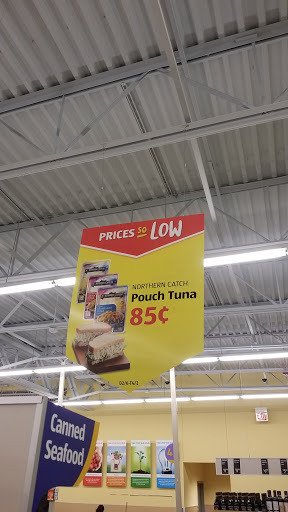 PRICES so LOW
NORTHERN CATCH
Pouch Tuna
85¢
Canned
Seafood